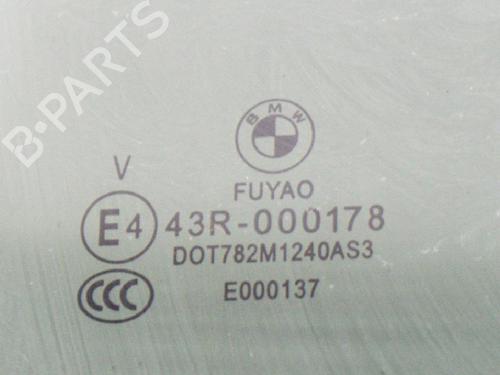 B-PARTS
BMW
FUYAO
V
E4 43R-000178
DOT782M1240AS3
CCC E000137